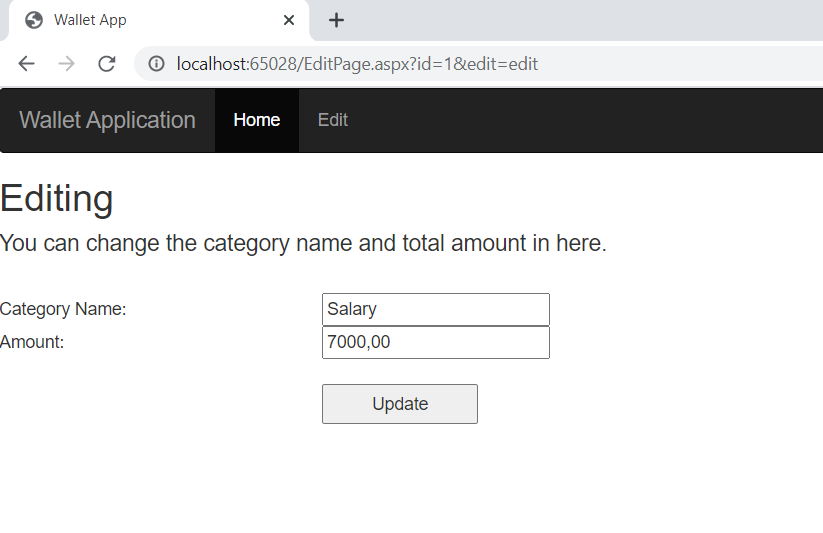 Wallet App
localhost:65028/EditPage.aspx?id=1&edit=edit
Wallet Application Home Edit
Editing
You can change the category name and total amount in here.
Category Name: Salary
Amount: 7000,00
Update